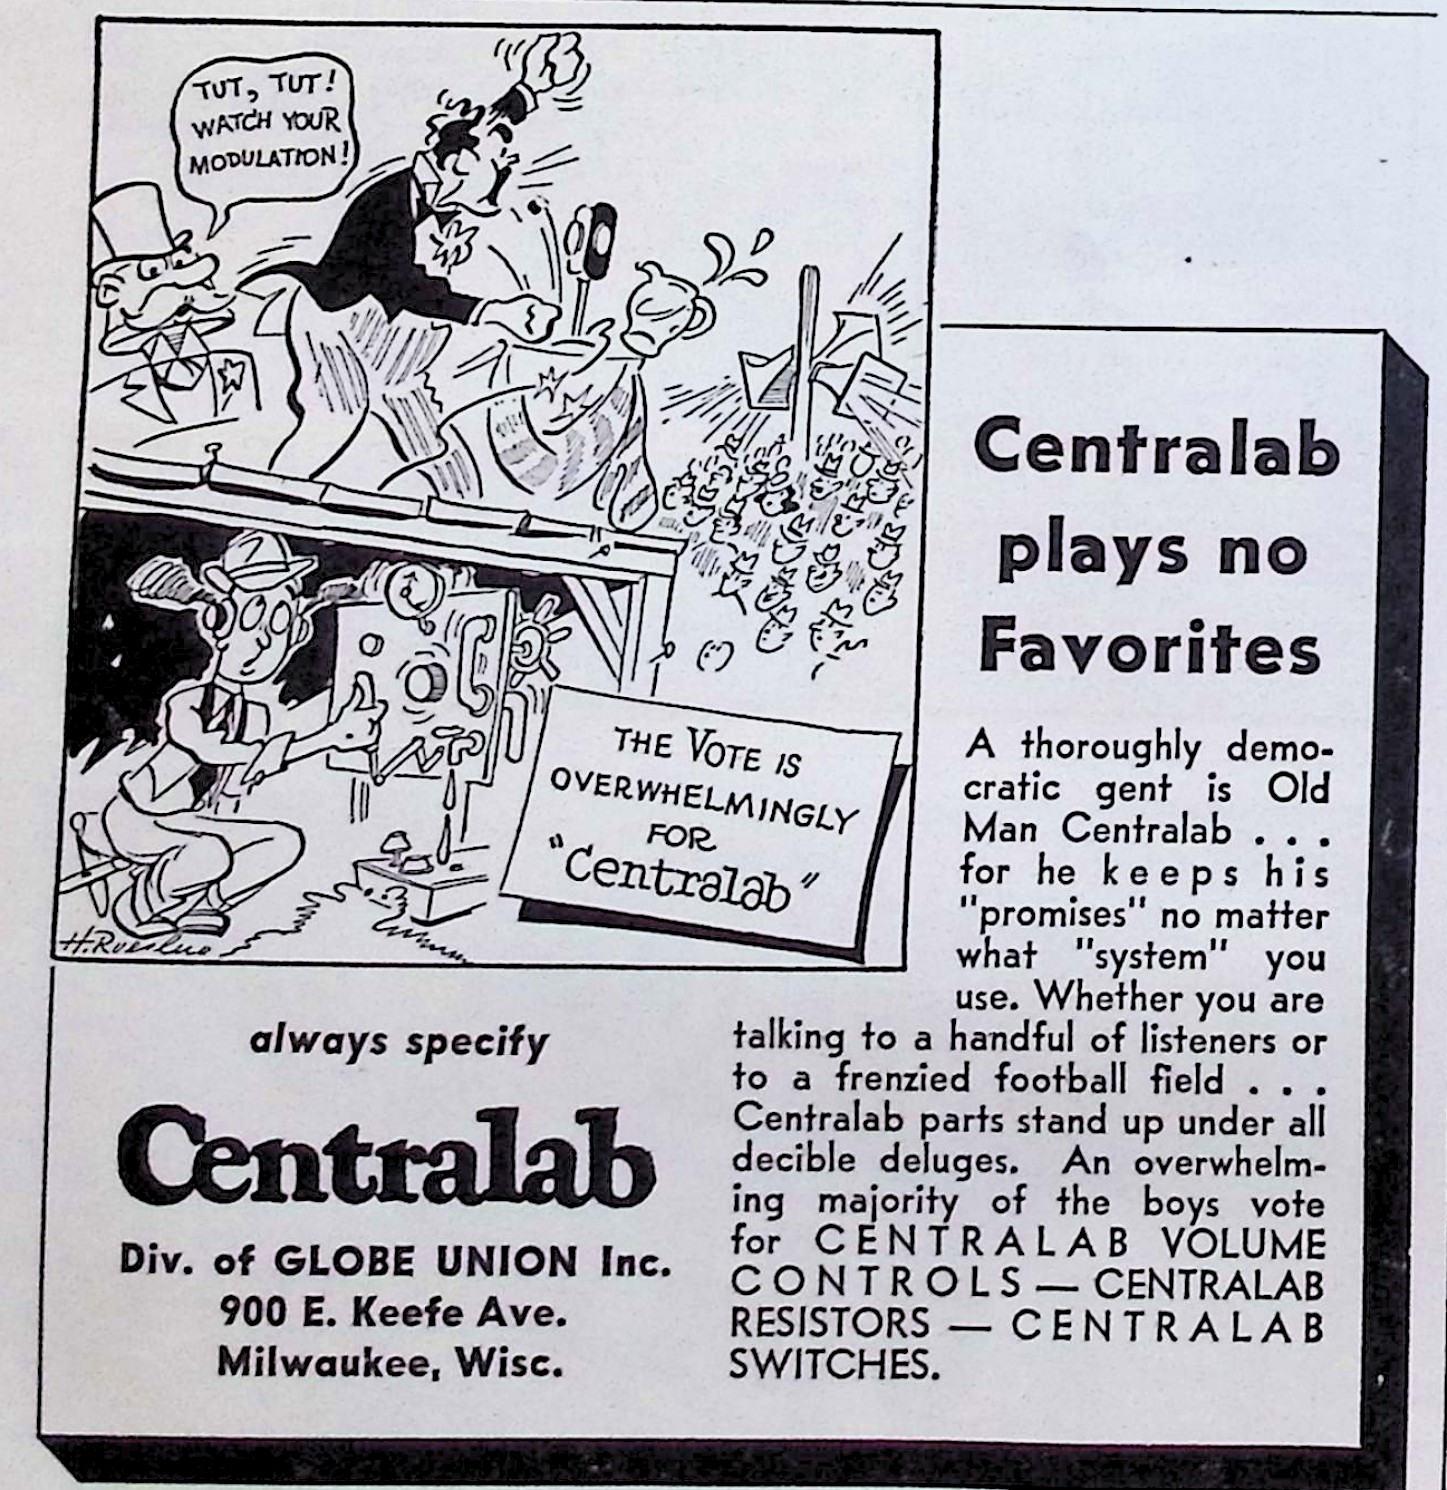 TUT, TUT!
WATCH YOUR
MODULATION!
THE VOTE IS
OVERWHELMINGLY
FOR
"Centralab"
Centralab
plays no
Favorites
A thoroughly demo-
cratic gent is Old
Man Centralab . . .
for he keeps his
"promises" no matter
what "system" you
use. Whether you are
talking to a handful of listeners or
to a frenzied football field . . .
Centralab parts stand up under all
decible deluges. An overwhelm-
ing majority of the boys vote
for CENTRALAB VOLUME
CONTROLS — CENTRALAB
RESISTORS — CENTRALAB
SWITCHES.
always specify
Centralab
Div. of GLOBE UNION Inc.
900 E. Keefe Ave.
Milwaukee, Wisc.